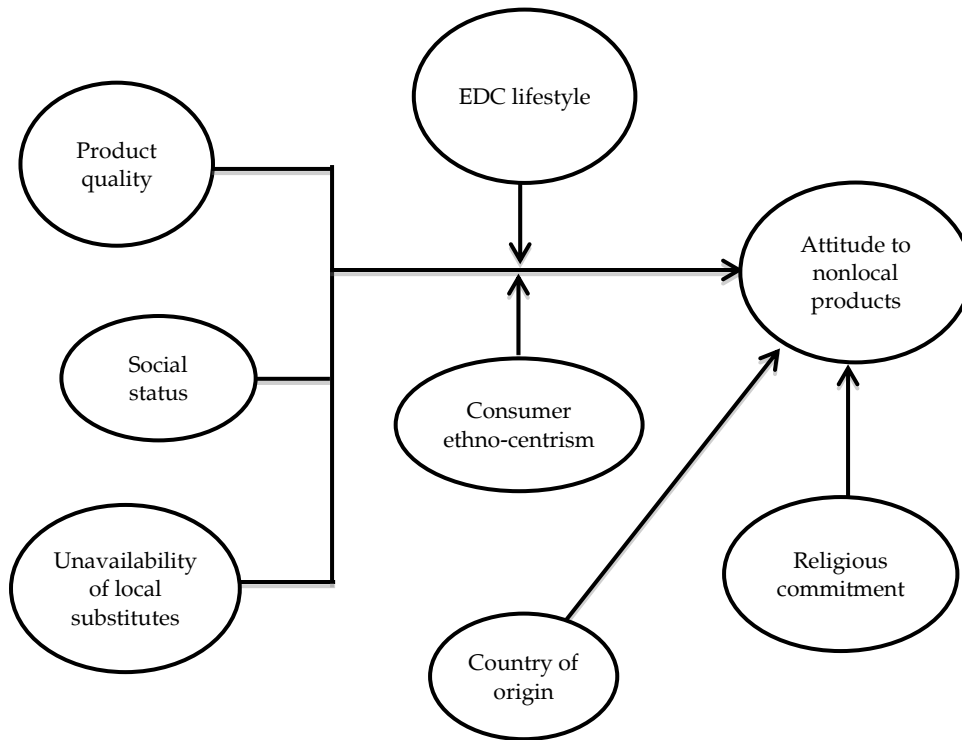 EDC lifestyle
Product
quality
Attitude to
nonlocal
products
Social
status
Consumer
ethno-centrism
Unavailability
of local
substitutes
Religious
commitment
Country of
origin